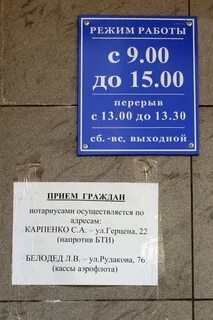 РЕЖИМ РАБОТЫ
с 9.00
до 15.00
перерыв
с 13.00 до 13.30
сб.-вс. выходной
ПРИЕМ ГРАЖДАН
нотариусами осуществляется по
адресам:
КАРПЕНКО С.А. – ул.Герцена, 22
(напротив БТИ)
БЕЛОДЕД Л.В. – ул.Рудакова, 76
(кассы аэрофлота)